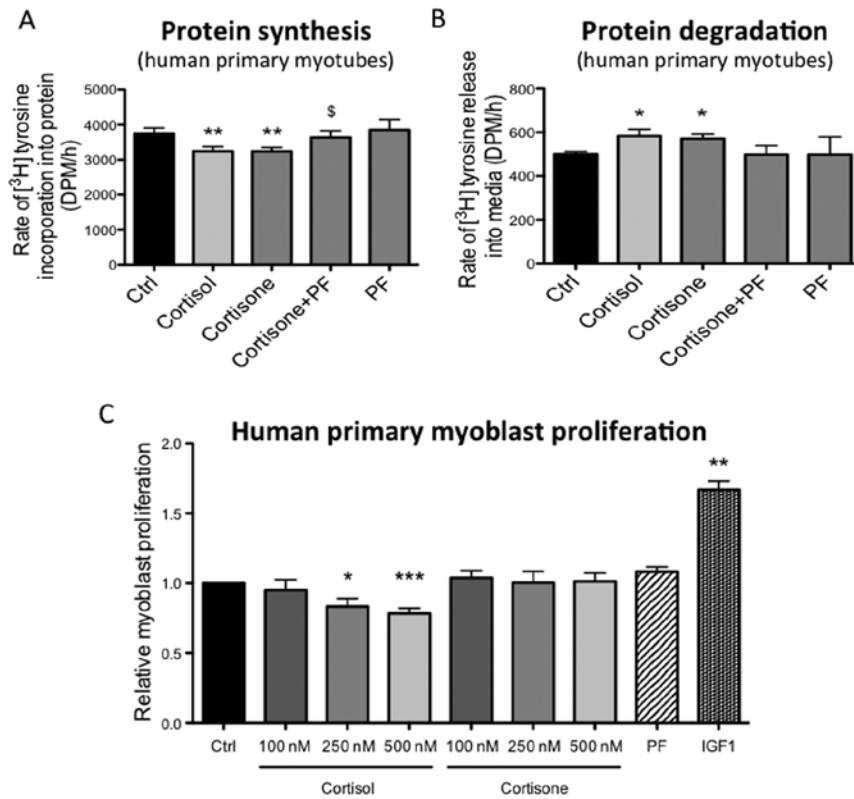 A
Protein synthesis
(human primary myotubes)
Rate of [³H] tyrosine
incorporation into protein
(DPM/h)
5000
4000
3000
2000
1000
0
**
**
$
Ctrl
Cortisol
Cortisone
Cortisone+PF
PF
B
Protein degradation
(human primary myotubes)
Rate of [³H] tyrosine release
into media (DPM/h)
800
600
400
200
0
*
*
Ctrl
Cortisol
Cortisone
Cortisone+PF
PF
C
Human primary myoblast proliferation
Relative myoblast proliferation
2.0
1.5
1.0
0.5
0.0
*
***
**
Ctrl
100 nM 250 nM 500 nM
100 nM 250 nM 500 nM
PF
IGF1
Cortisol
Cortisone